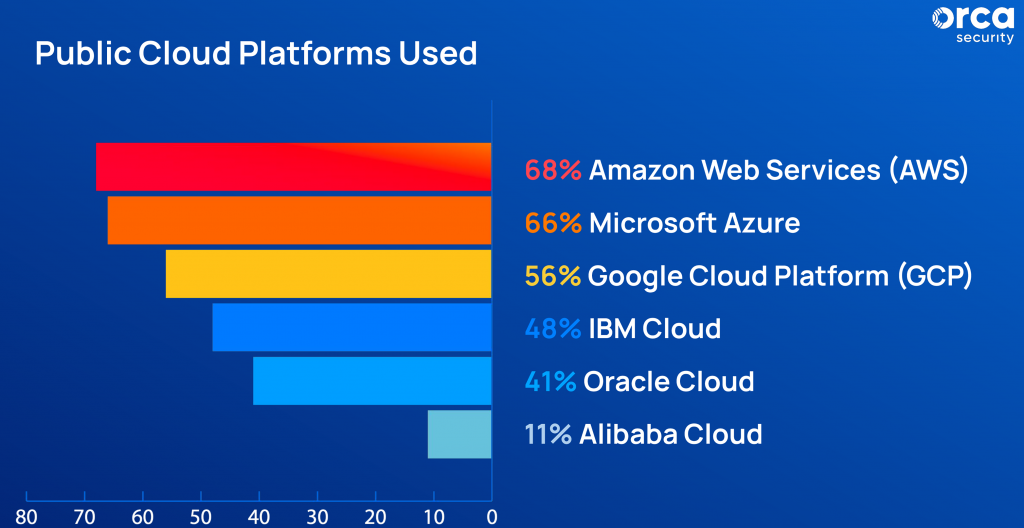 orca
security
Public Cloud Platforms Used
68% Amazon Web Services (AWS)
66% Microsoft Azure
56% Google Cloud Platform (GCP)
48% IBM Cloud
41% Oracle Cloud
11% Alibaba Cloud
80 70 60 50 40 30 20 10 0